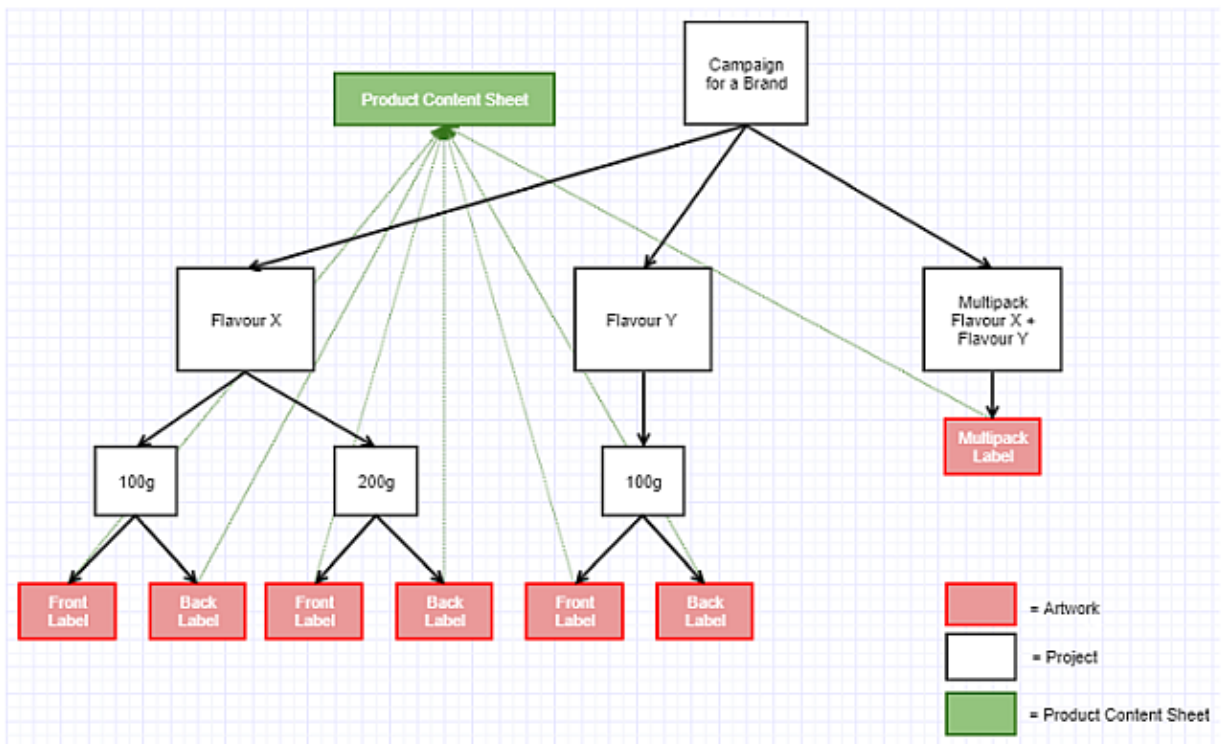 Campaign
for a Brand
Product Content Sheet
Flavour X
Flavour Y
Multipack
Flavour X +
Flavour Y
Multipack
Label
100g
200g
100g
Front
Label
Back
Label
Front
Label
Back
Label
Front
Label
Back
Label
= Artwork
= Project
= Product Content Sheet